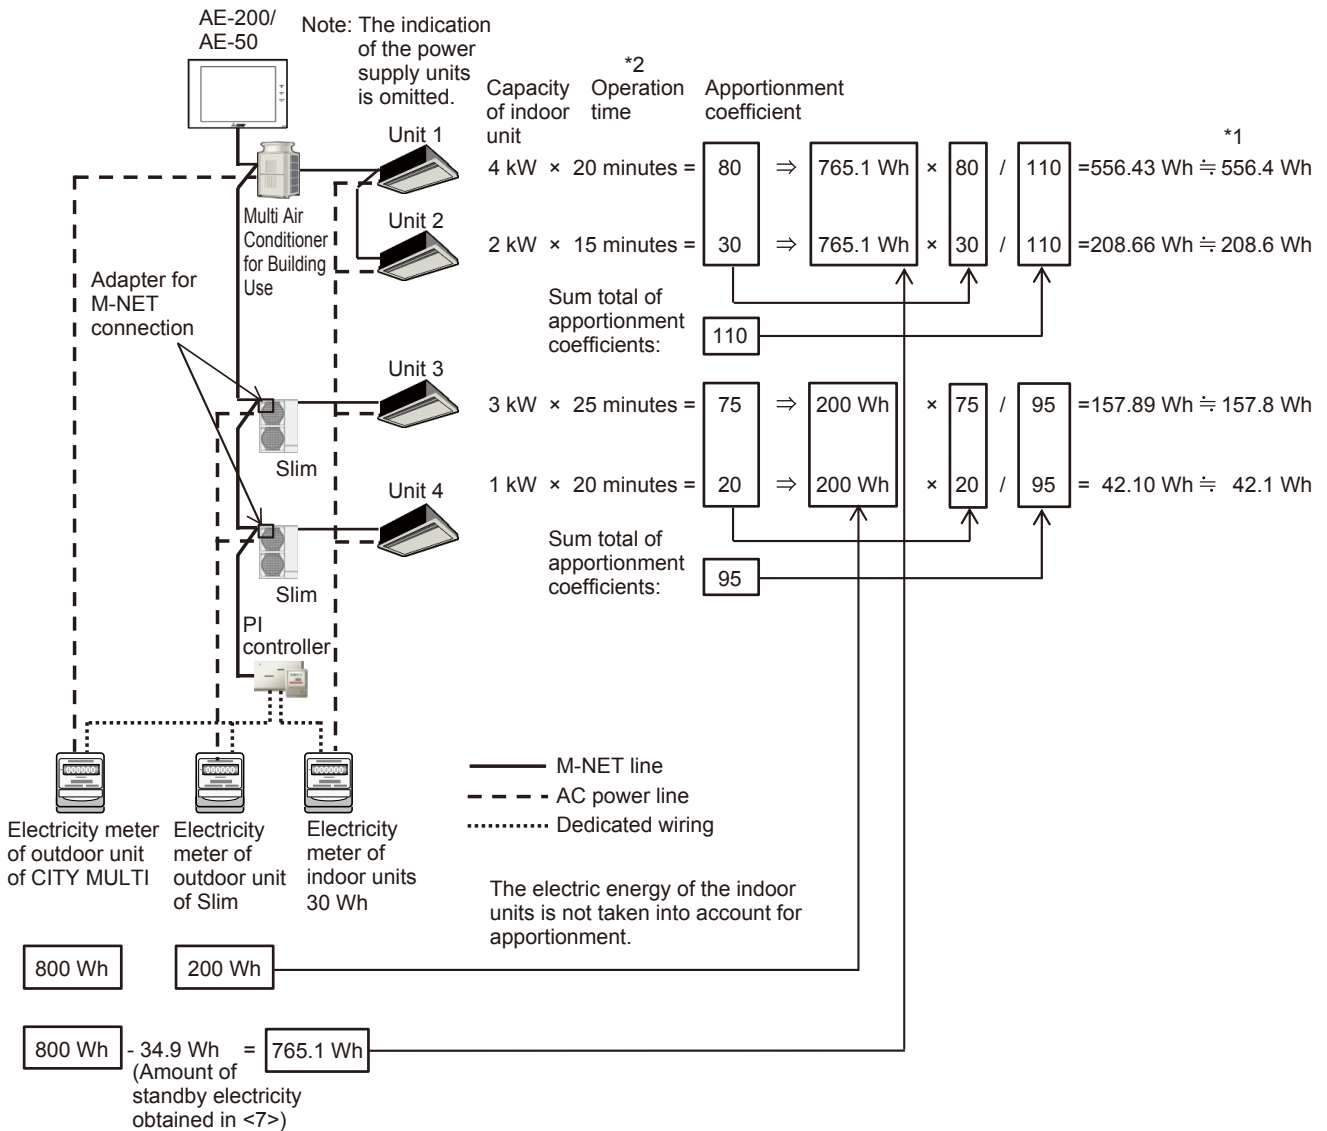 AE-200/
AE-50
Note: The indication
of the power
supply units
is omitted.
Capacity
of indoor
unit
*2
Operation
time
Apportionment
coefficient
*1
Unit 1
4 kW × 20 minutes = 80 ⇒ 765.1 Wh × 80 / 110 =556.43 Wh ≒ 556.4 Wh
Multi Air
Conditioner
for Building
Use
Unit 2
2 kW × 15 minutes = 30 ⇒ 765.1 Wh × 30 / 110 =208.66 Wh ≒ 208.6 Wh
Adapter for
M-NET
connection
Sum total of
apportionment
coefficients:
110
Unit 3
3 kW × 25 minutes = 75 ⇒ 200 Wh × 75 / 95 =157.89 Wh ≒ 157.8 Wh
Slim
Unit 4
1 kW × 20 minutes = 20 ⇒ 200 Wh × 20 / 95 = 42.10 Wh ≒ 42.1 Wh
Slim
Sum total of
apportionment
coefficients:
95
PI
controller
M-NET line
AC power line
Dedicated wiring
Electricity meter
of outdoor unit
of CITY MULTI
Electricity
meter of
outdoor unit
of Slim
Electricity
meter of
indoor units
30 Wh
The electric energy of the indoor
units is not taken into account for
apportionment.
800 Wh
200 Wh
800 Wh - 34.9 Wh = 765.1 Wh
(Amount of
standby electricity
obtained in <7>)